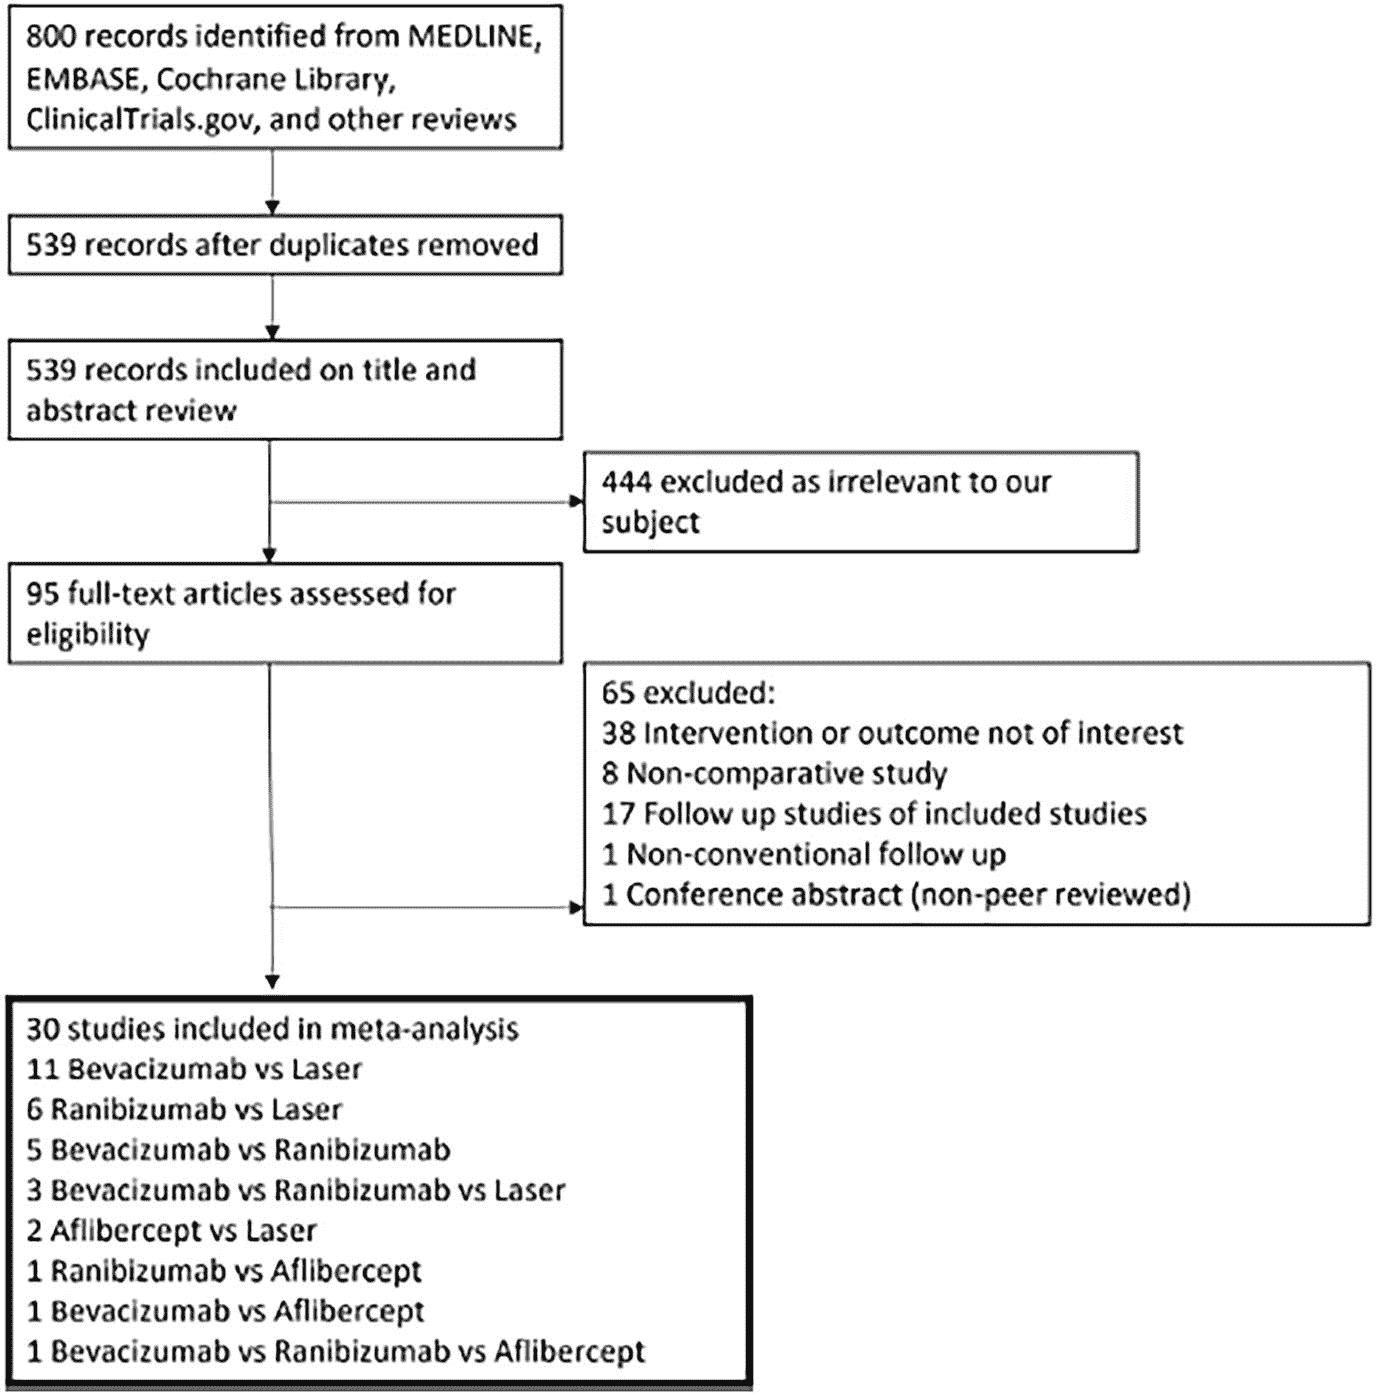 800 records identified from MEDLINE,
EMBASE, Cochrane Library,
ClinicalTrials.gov, and other reviews
539 records after duplicates removed
539 records included on title and
abstract review
444 excluded as irrelevant to our
subject
95 full-text articles assessed for
eligibility
65 excluded:
38 Intervention or outcome not of interest
8 Non-comparative study
17 Follow up studies of included studies
1 Non-conventional follow up
1 Conference abstract (non-peer reviewed)
30 studies included in meta-analysis
11 Bevacizumab vs Laser
6 Ranibizumab vs Laser
5 Bevacizumab vs Ranibizumab
3 Bevacizumab vs Ranibizumab vs Laser
2 Aflibercept vs Laser
1 Ranibizumab vs Aflibercept
1 Bevacizumab vs Aflibercept
1 Bevacizumab vs Ranibizumab vs Aflibercept